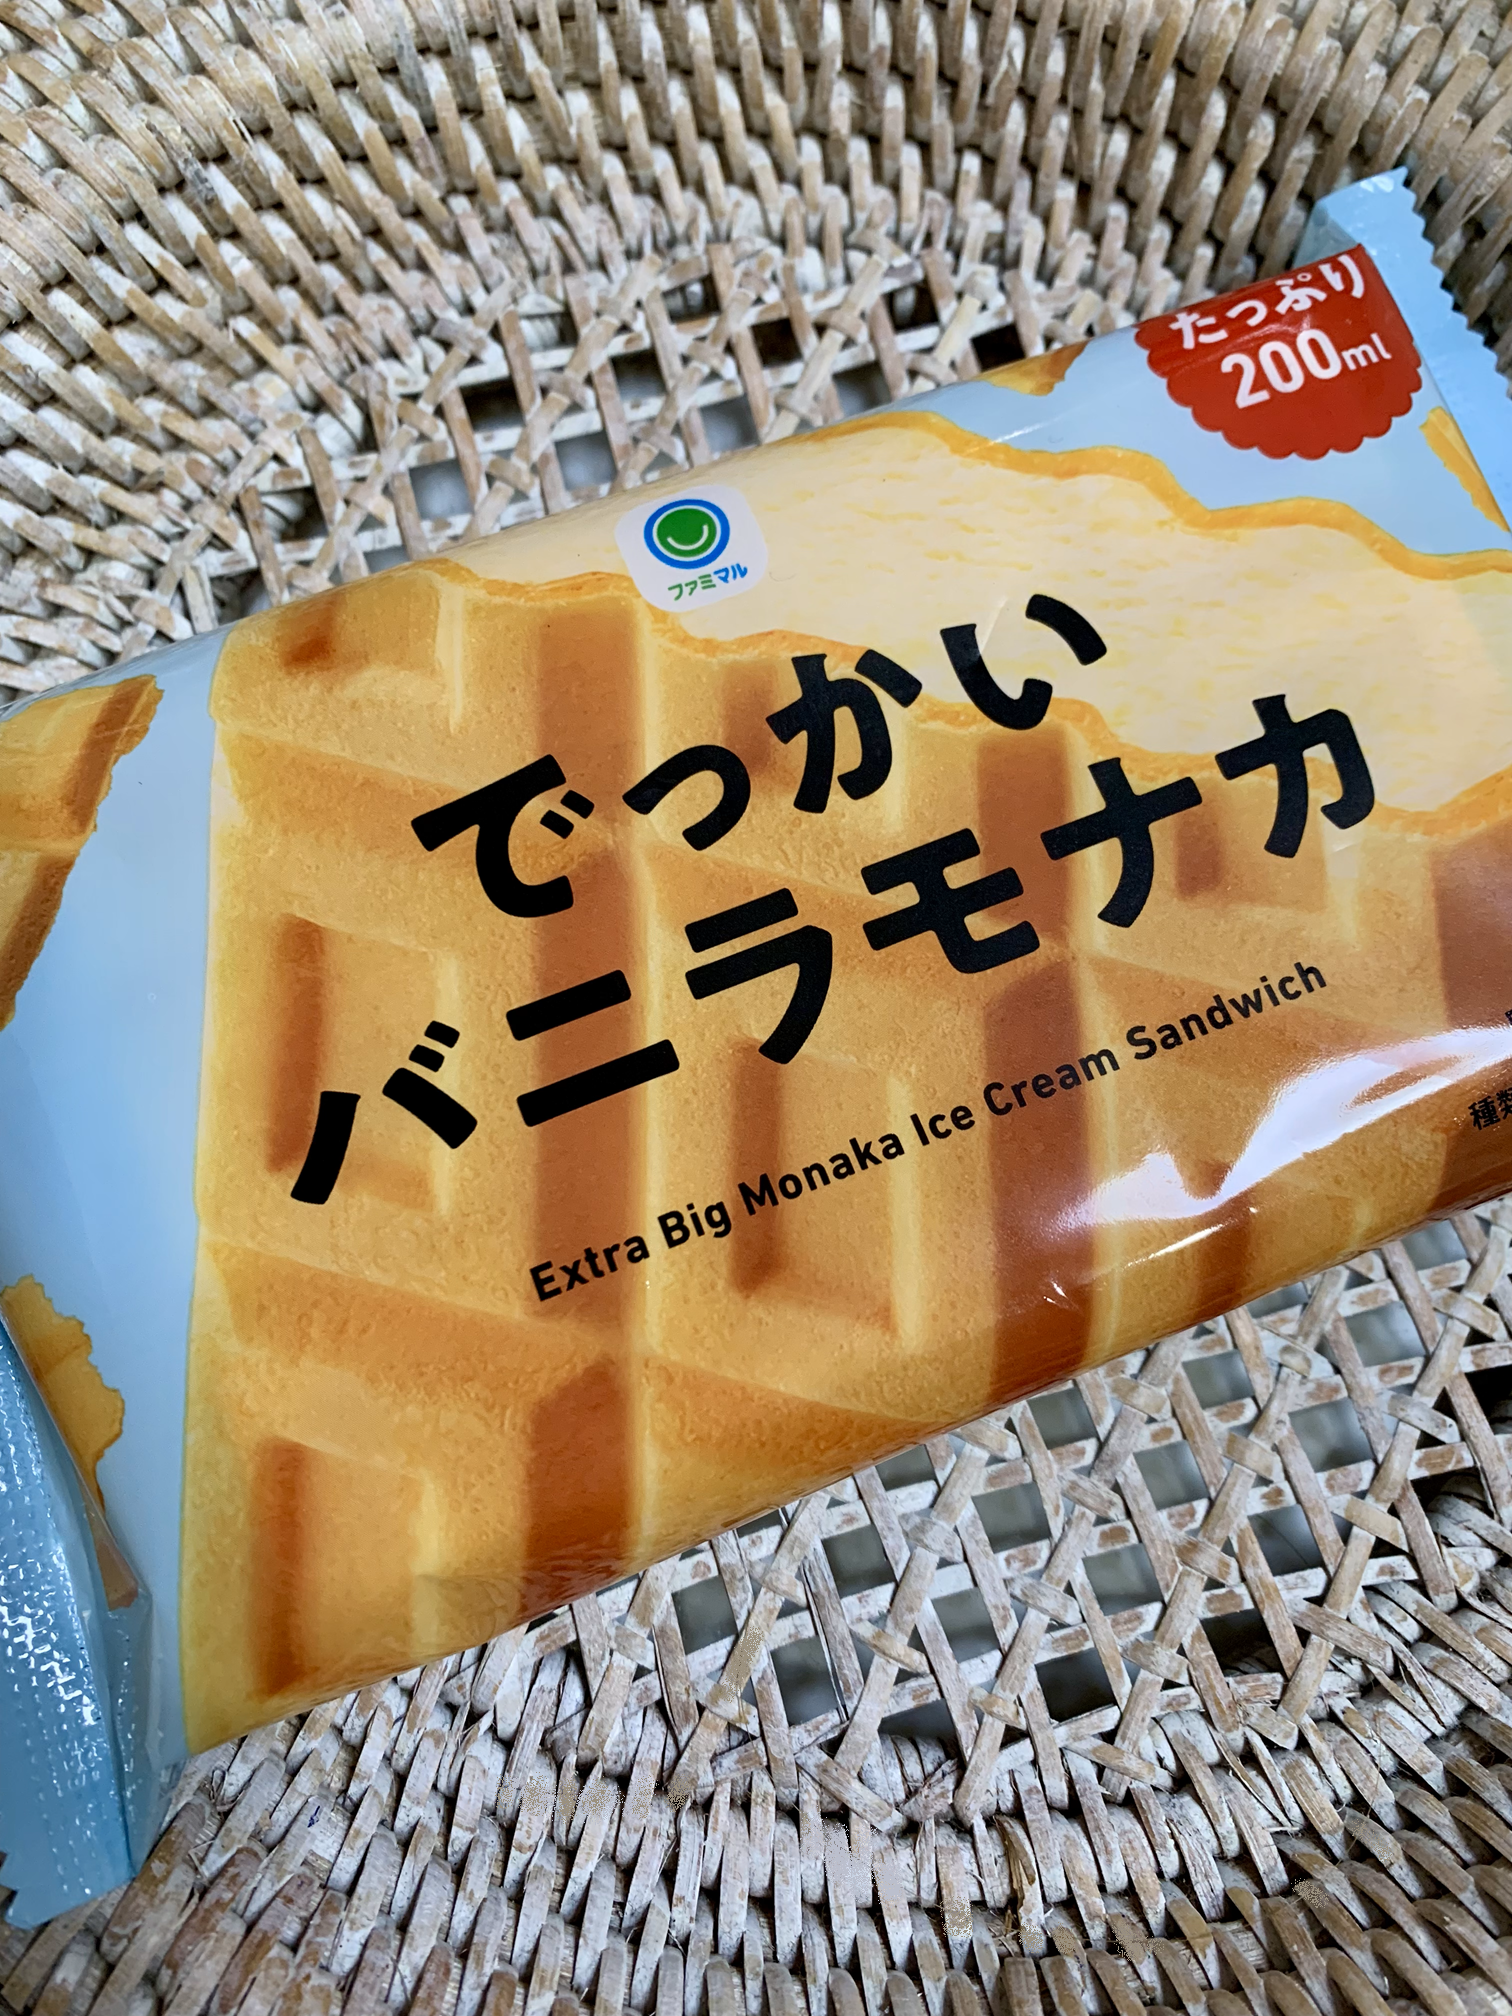 たっぷり
200ml
ファミマル
でっかい
バニラモナカ
Extra Big Monaka Ice Cream Sandwich